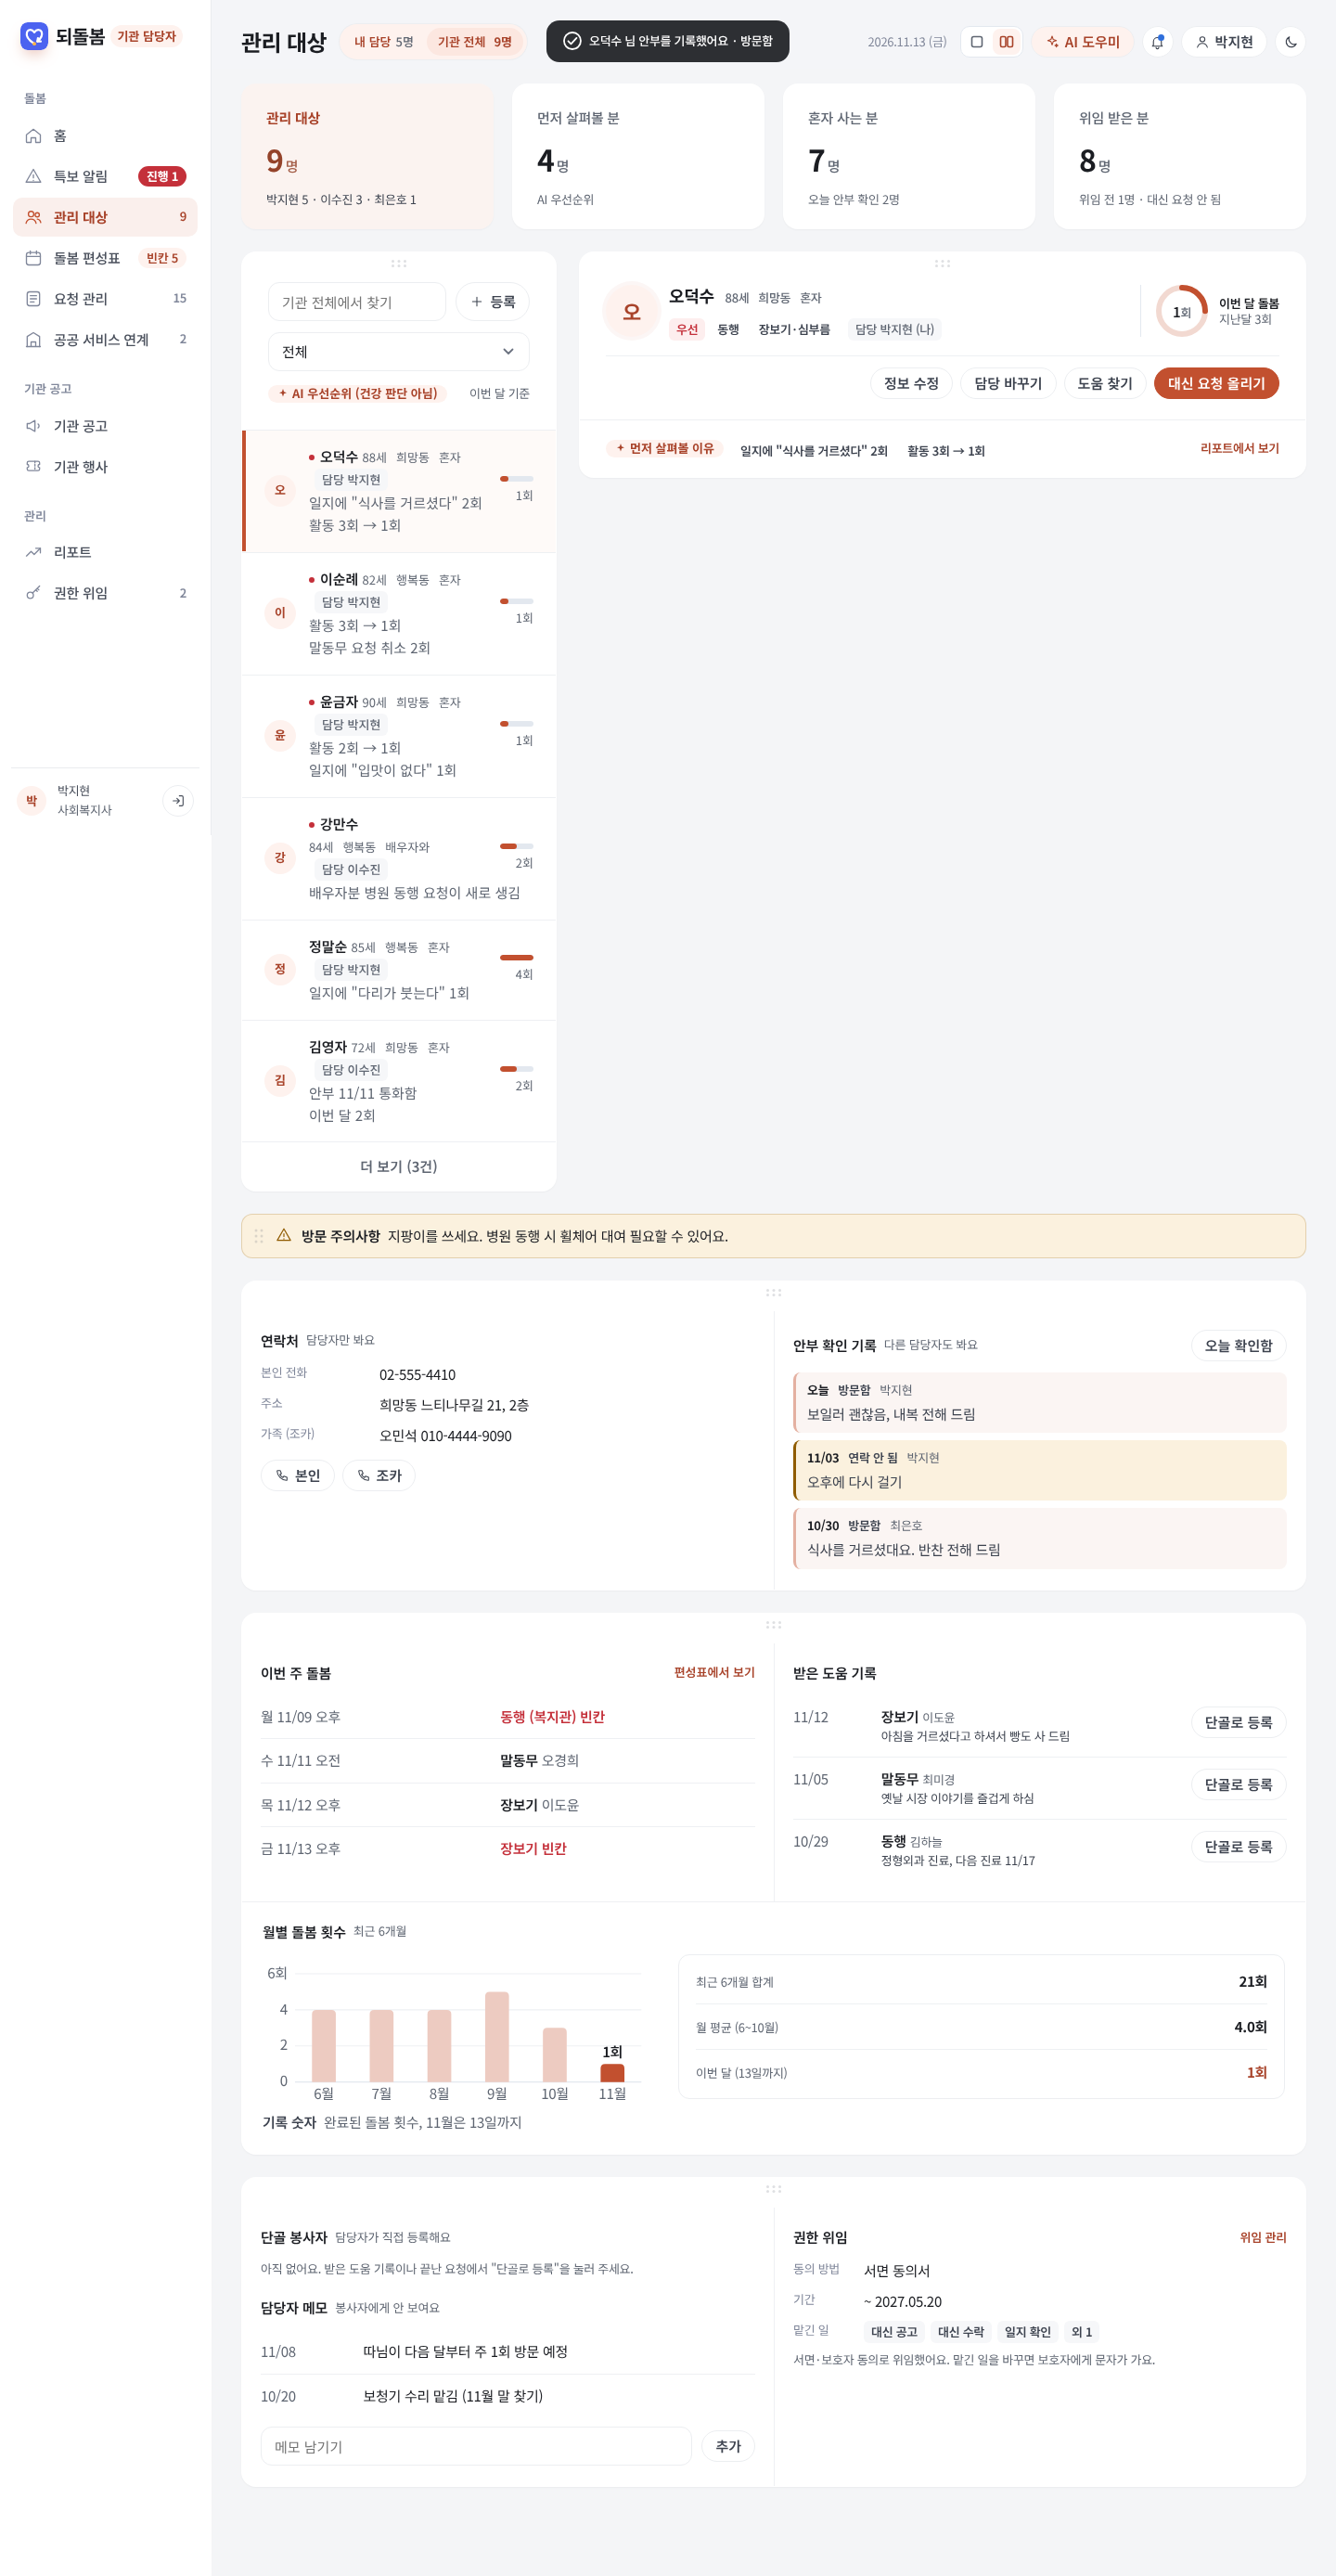 되돌봄 기관 담당자
돌봄
홈
특보 알림 진행 1
관리 대상 9
돌봄 편성표 빈칸 5
요청 관리 15
공공 서비스 연계 2
기관 공고
기관 공고
기관 행사
관리
리포트
권한 위임 2
박 박지현
사회복지사
관리 대상 내 담당 5명 기관 전체 9명
오덕수 님 안부를 기록했어요 · 방문함
2026.11.13 (금) AI 도우미 박지현
관리 대상
9명
박지현 5 · 이수진 3 · 최은호 1
먼저 살펴볼 분
4명
AI 우선순위
혼자 사는 분
7명
오늘 안부 확인 2명
위임 받은 분
8명
위임 전 1명 · 대신 요청 안 됨
기관 전체에서 찾기 + 등록
전체
AI 우선순위 (건강 판단 아님) 이번 달 기준
오 오덕수 88세 희망동 혼자
담당 박지현
일지에 "식사를 거르셨다" 2회
활동 3회 → 1회
1회
이 이순례 82세 행복동 혼자
담당 박지현
활동 3회 → 1회
말동무 요청 취소 2회
1회
윤 윤금자 90세 희망동 혼자
담당 박지현
활동 2회 → 1회
일지에 "입맛이 없다" 1회
1회
강 강만수
84세 행복동 배우자와
담당 이수진
배우자분 병원 동행 요청이 새로 생김
2회
정 정말순 85세 행복동 혼자
담당 박지현
일지에 "다리가 붓는다" 1회
4회
김 김영자 72세 희망동 혼자
담당 이수진
안부 11/11 통화함
이번 달 2회
2회
더 보기 (3건)
오 오덕수 88세 희망동 혼자
우선 동행 장보기·심부름 담당 박지현 (나)
1회 이번 달 돌봄
지난달 3회
정보 수정 담당 바꾸기 도움 찾기 대신 요청 올리기
먼저 살펴볼 이유 일지에 "식사를 거르셨다" 2회 활동 3회 → 1회 리포트에서 보기
방문 주의사항 지팡이를 쓰세요. 병원 동행 시 휠체어 대여 필요할 수 있어요.
연락처 담당자만 봐요
본인 전화 02-555-4410
주소 희망동 느티나무길 21, 2층
가족 (조카) 오민석 010-4444-9090
본인 조카
안부 확인 기록 다른 담당자도 봐요 오늘 확인함
오늘 방문함 박지현
보일러 괜찮음, 내복 전해 드림
11/03 연락 안 됨 박지현
오후에 다시 걸기
10/30 방문함 최은호
식사를 거르셨대요. 반찬 전해 드림
이번 주 돌봄 편성표에서 보기
월 11/09 오후 동행 (복지관) 빈칸
수 11/11 오전 말동무 오경희
목 11/12 오후 장보기 이도윤
금 11/13 오후 장보기 빈칸
받은 도움 기록
11/12 장보기 이도윤 단골로 등록
아침을 거르셨다고 하셔서 빵도 사 드림
11/05 말동무 최미경 단골로 등록
옛날 시장 이야기를 즐겁게 하심
10/29 동행 김하늘 단골로 등록
정형외과 진료, 다음 진료 11/17
월별 돌봄 횟수 최근 6개월
6회
4
2
0
1회
6월 7월 8월 9월 10월 11월
기록 숫자 완료된 돌봄 횟수, 11월은 13일까지
최근 6개월 합계 21회
월 평균 (6~10월) 4.0회
이번 달 (13일까지) 1회
단골 봉사자 담당자가 직접 등록해요
아직 없어요. 받은 도움 기록이나 끝난 요청에서 "단골로 등록"을 눌러 주세요.
담당자 메모 봉사자에게 안 보여요
11/08 따님이 다음 달부터 주 1회 방문 예정
10/20 보청기 수리 맡김 (11월 말 찾기)
메모 남기기 추가
권한 위임 위임 관리
동의 방법 서면 동의서
기간 ~ 2027.05.20
맡긴 일 대신 공고 대신 수락 일지 확인 외 1
서면·보호자 동의로 위임했어요. 맡긴 일을 바꾸면 보호자에게 문자가 가요.